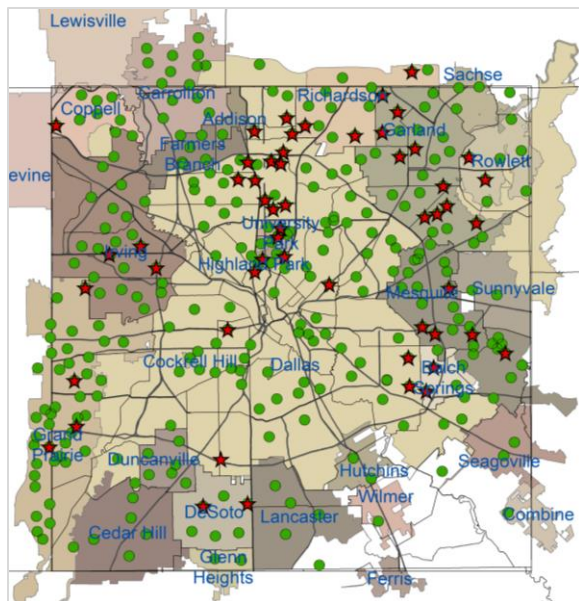 Lewisville
Sachse
Carrollton
Richardson
Coppell
Addison
Garland
Farmers
Branch
Rowlett
evine
University
Park
Irving
Highland Park
Sunnyvale
Mesquite
Cockrell Hill
Dallas
Balch
Springs
Grand
Prairie
Duncanville
Hutchins
Seagoville
Wilmer
DeSoto
Lancaster
Combine
Cedar Hill
Glenn
Heights
Ferris